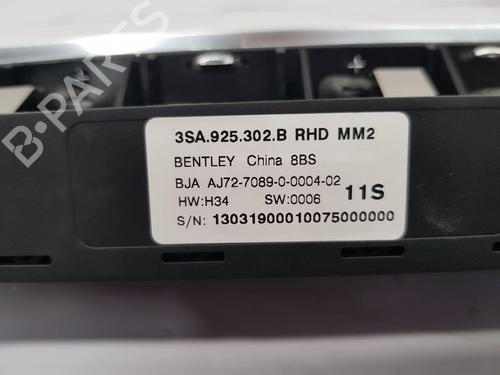 3SA.925.302.B RHD MM2
BENTLEY China 8BS
BJA AJ72-7089-0-0004-02
HW:H34 SW:0006 11S
S/N: 13031900010075000000
B-PARTS